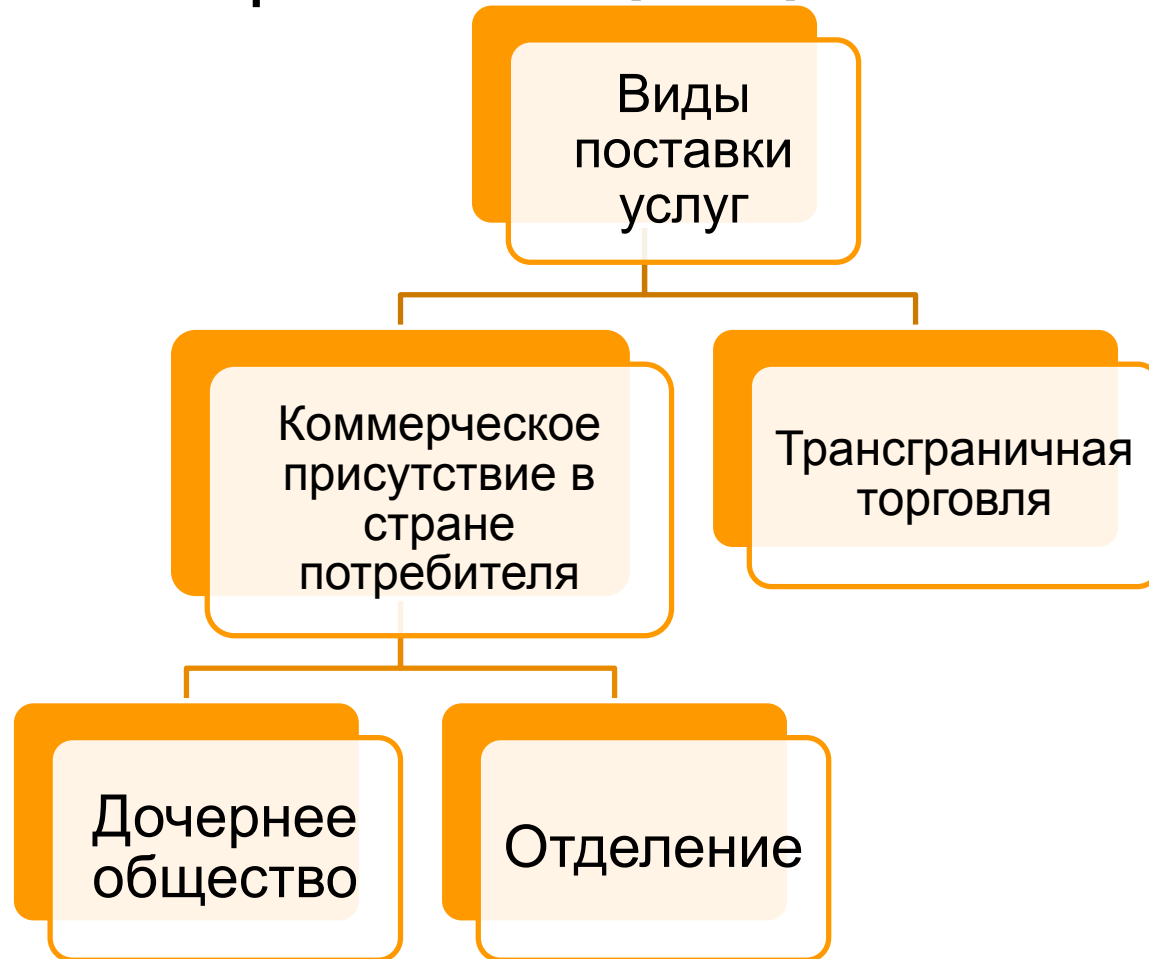 Виды
поставки
услуг
Коммерческое
присутствие в
стране
потребителя
Трансграничная
торговля
Дочернее
общество
Отделение